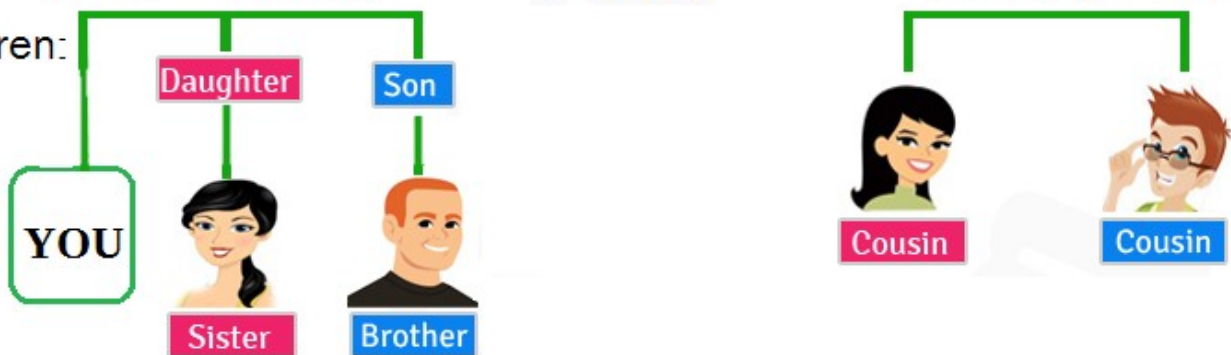 ren:
Daughter
Son
YOU
Sister
Brother
Cousin
Cousin